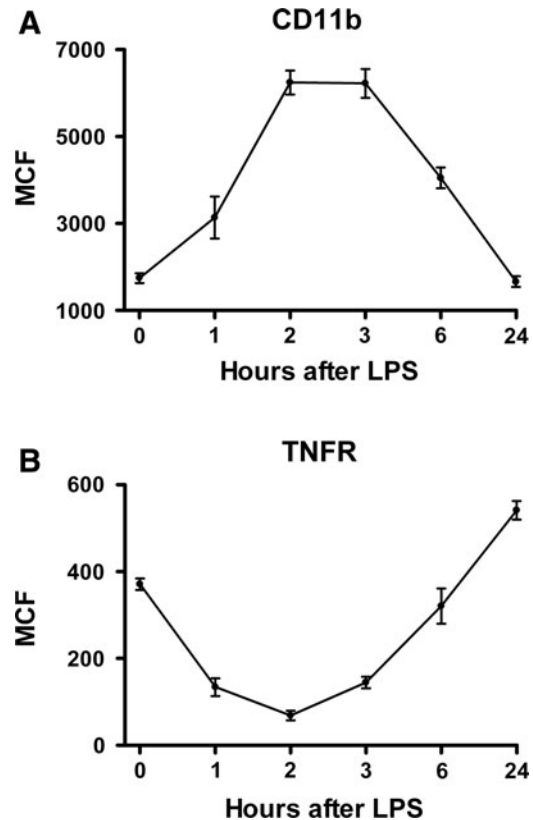 A
CD11b
7000
5000
3000
1000
MCF
0 1 2 3 6 24
Hours after LPS
B
TNFR
600
400
200
0
MCF
0 1 2 3 6 24
Hours after LPS